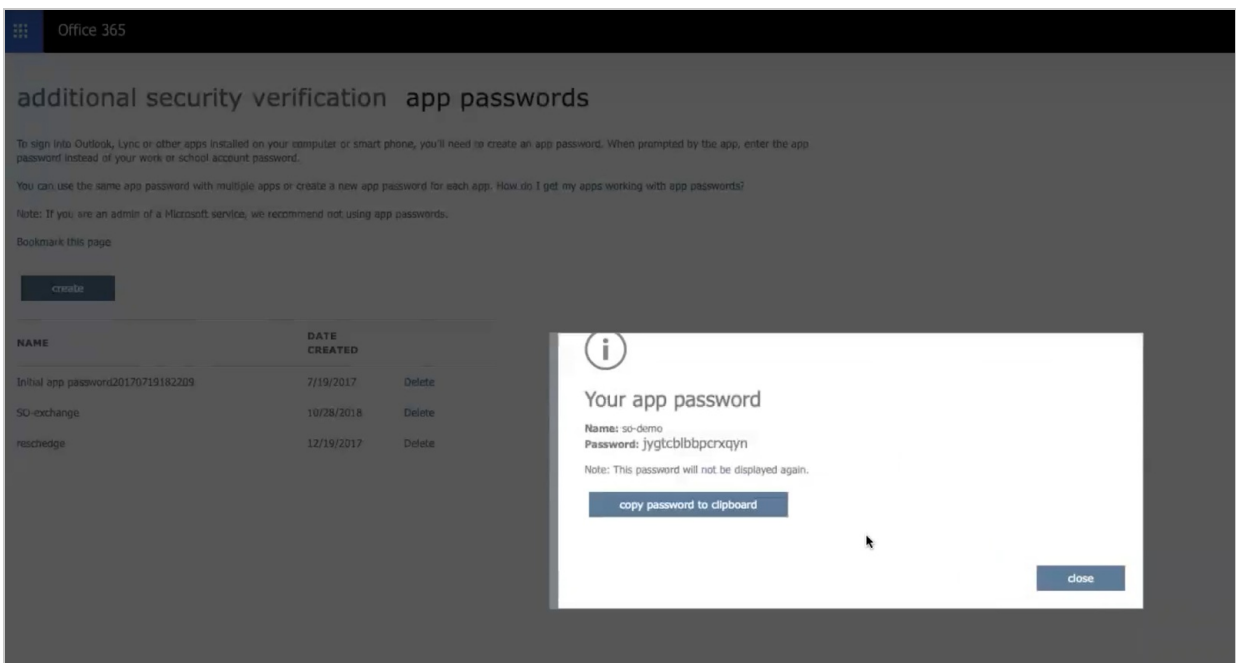 Office 365
additional security verification app passwords
To sign into Outlook, Lync or other apps installed on your computer or smart phone, you'll need to create an app password. When prompted by the app, enter the app
password instead of your work or school account password.
You can use the same app password with multiple apps or create a new app password for each app. How do I get my apps working with app passwords?
Note: If you are an admin of a Microsoft service, we recommend not using app passwords.
Bookmark this page
create
NAME DATE
CREATED
Initial app password20170719182209 7/19/2017 Delete
SO-exchange 10/28/2018 Delete
reschedge 12/19/2017 Delete
Your app password
Name: so-demo
Password: jygtcblbbpcrxqyn
Note: This password will not be displayed again.
copy password to clipboard
close